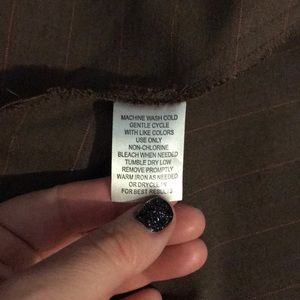 MACHINE WASH COLD
GENTLE CYCLE
WITH LIKE COLORS
USE ONLY
NON-CHLORINE
BLEACH WHEN NEEDED
TUMBLE DRY LOW
REMOVE PROMPTLY
WARM IRON AS NEEDED
OR DRYCLEAN
FOR BEST RESULTS